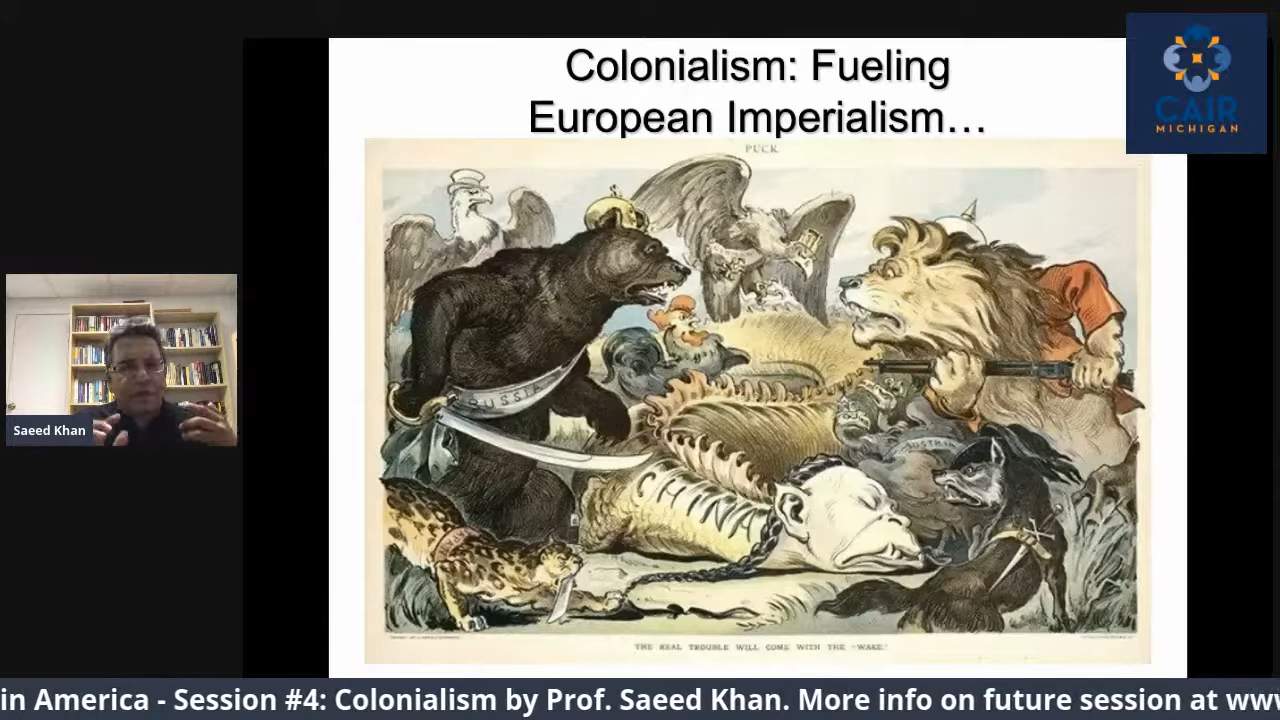 Colonialism: Fueling
European Imperialism…
CAIR
MICHIGAN
PUCK
RUSSIA
AUSTRIA
CHINA
Saeed Khan
THE REAL TROUBLE WILL COME WITH THE "WAKE."
in America - Session #4: Colonialism by Prof. Saeed Khan. More info on future session at www